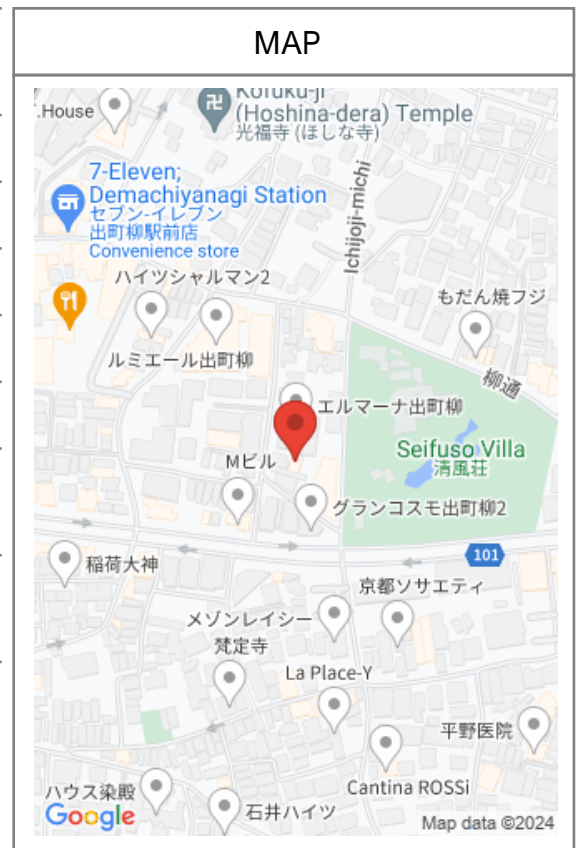 MAP
.House
Kofuku-ji
(Hoshina-dera) Temple
光福寺 (ほしな寺)
7-Eleven;
Demachiyanagi Station
セブン-イレブン
出町柳駅前店
Convenience store
Ichijoji-michi
ハイツシャルマン2
もだん焼フジ
ルミエール出町柳
柳通
エルマーナ出町柳
Seifuso Villa
清風荘
Mビル
グランコスモ出町柳2
101
稲荷大神
京都ソサエティ
メゾンレイシー
梵定寺
La Place-Y
平野医院
Cantina ROSSi
ハウス染殿
Google
石井ハイツ
Map data ©2024